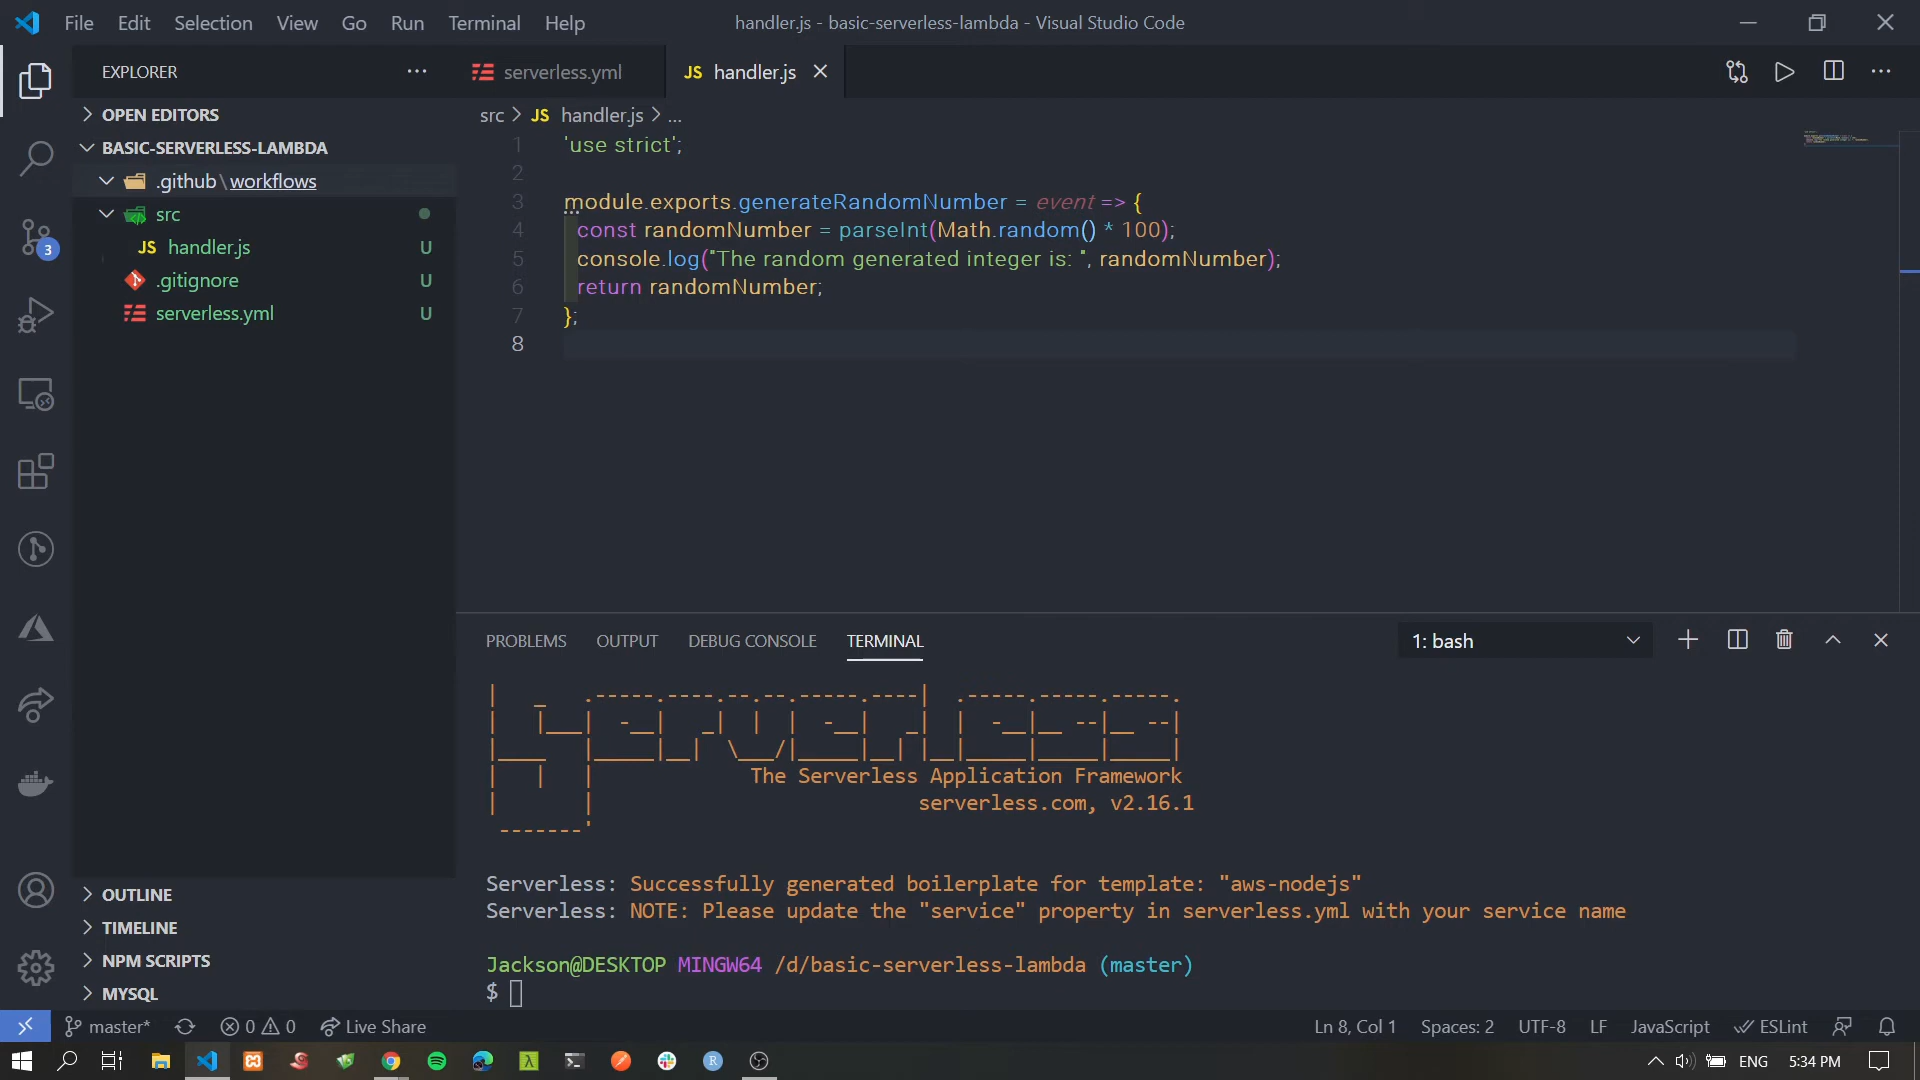 File Edit Selection View Go Run Terminal Help
handler.js - basic-serverless-lambda - Visual Studio Code
EXPLORER
serverless.yml
JS handler.js
OPEN EDITORS
BASIC-SERVERLESS-LAMBDA
.github\workflows
src
JS handler.js U
.gitignore U
serverless.yml U
3
src > JS handler.js > ...
1 'use strict';
2
3 module.exports.generateRandomNumber = event => {
4 const randomNumber = parseInt(Math.random() * 100);
5 console.log("The random generated integer is: ", randomNumber);
6 return randomNumber;
7 };
8
PROBLEMS OUTPUT DEBUG CONSOLE TERMINAL
1: bash
The Serverless Application Framework
serverless.com, v2.16.1
Serverless: Successfully generated boilerplate for template: "aws-nodejs"
Serverless: NOTE: Please update the "service" property in serverless.yml with your service name
Jackson@DESKTOP MINGW64 /d/basic-serverless-lambda (master)
$
OUTLINE
TIMELINE
NPM SCRIPTS
MYSQL
master* 0 0 Live Share
Ln 8, Col 1 Spaces: 2 UTF-8 LF JavaScript ESLint
ENG 5:34 PM